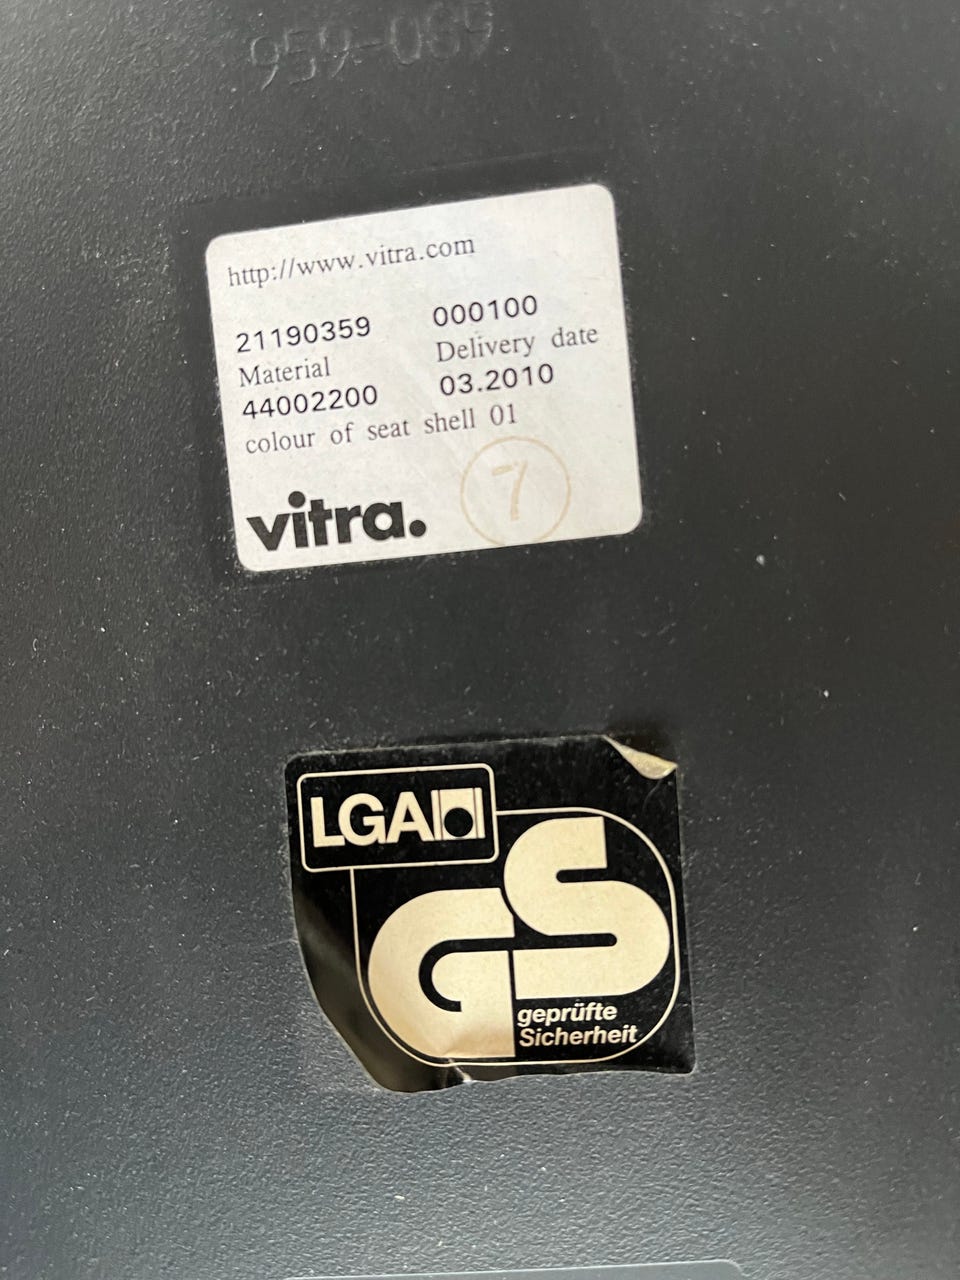 959-065
http://www.vitra.com
21190359 000100
Material Delivery date
44002200 03.2010
colour of seat shell 01
7
vitra.
LGA
GS
geprüfte
Sicherheit